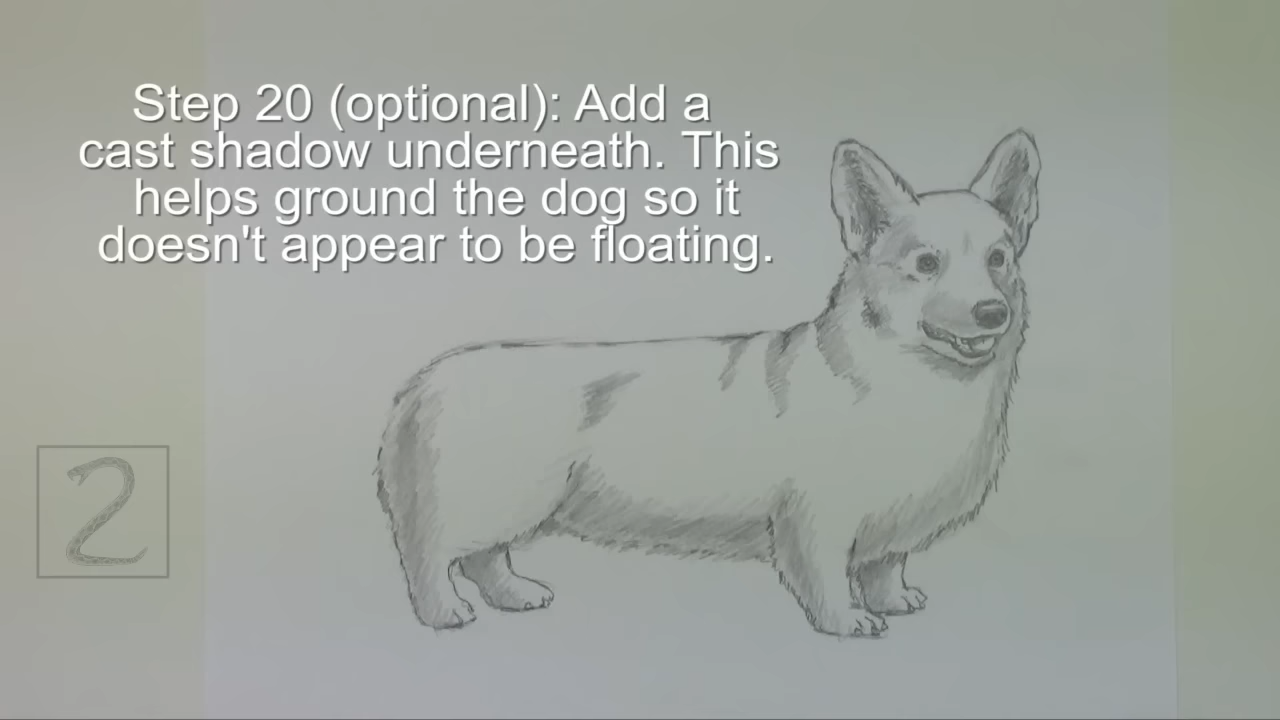 Step 20 (optional): Add a
cast shadow underneath. This
helps ground the dog so it
doesn't appear to be floating.
2